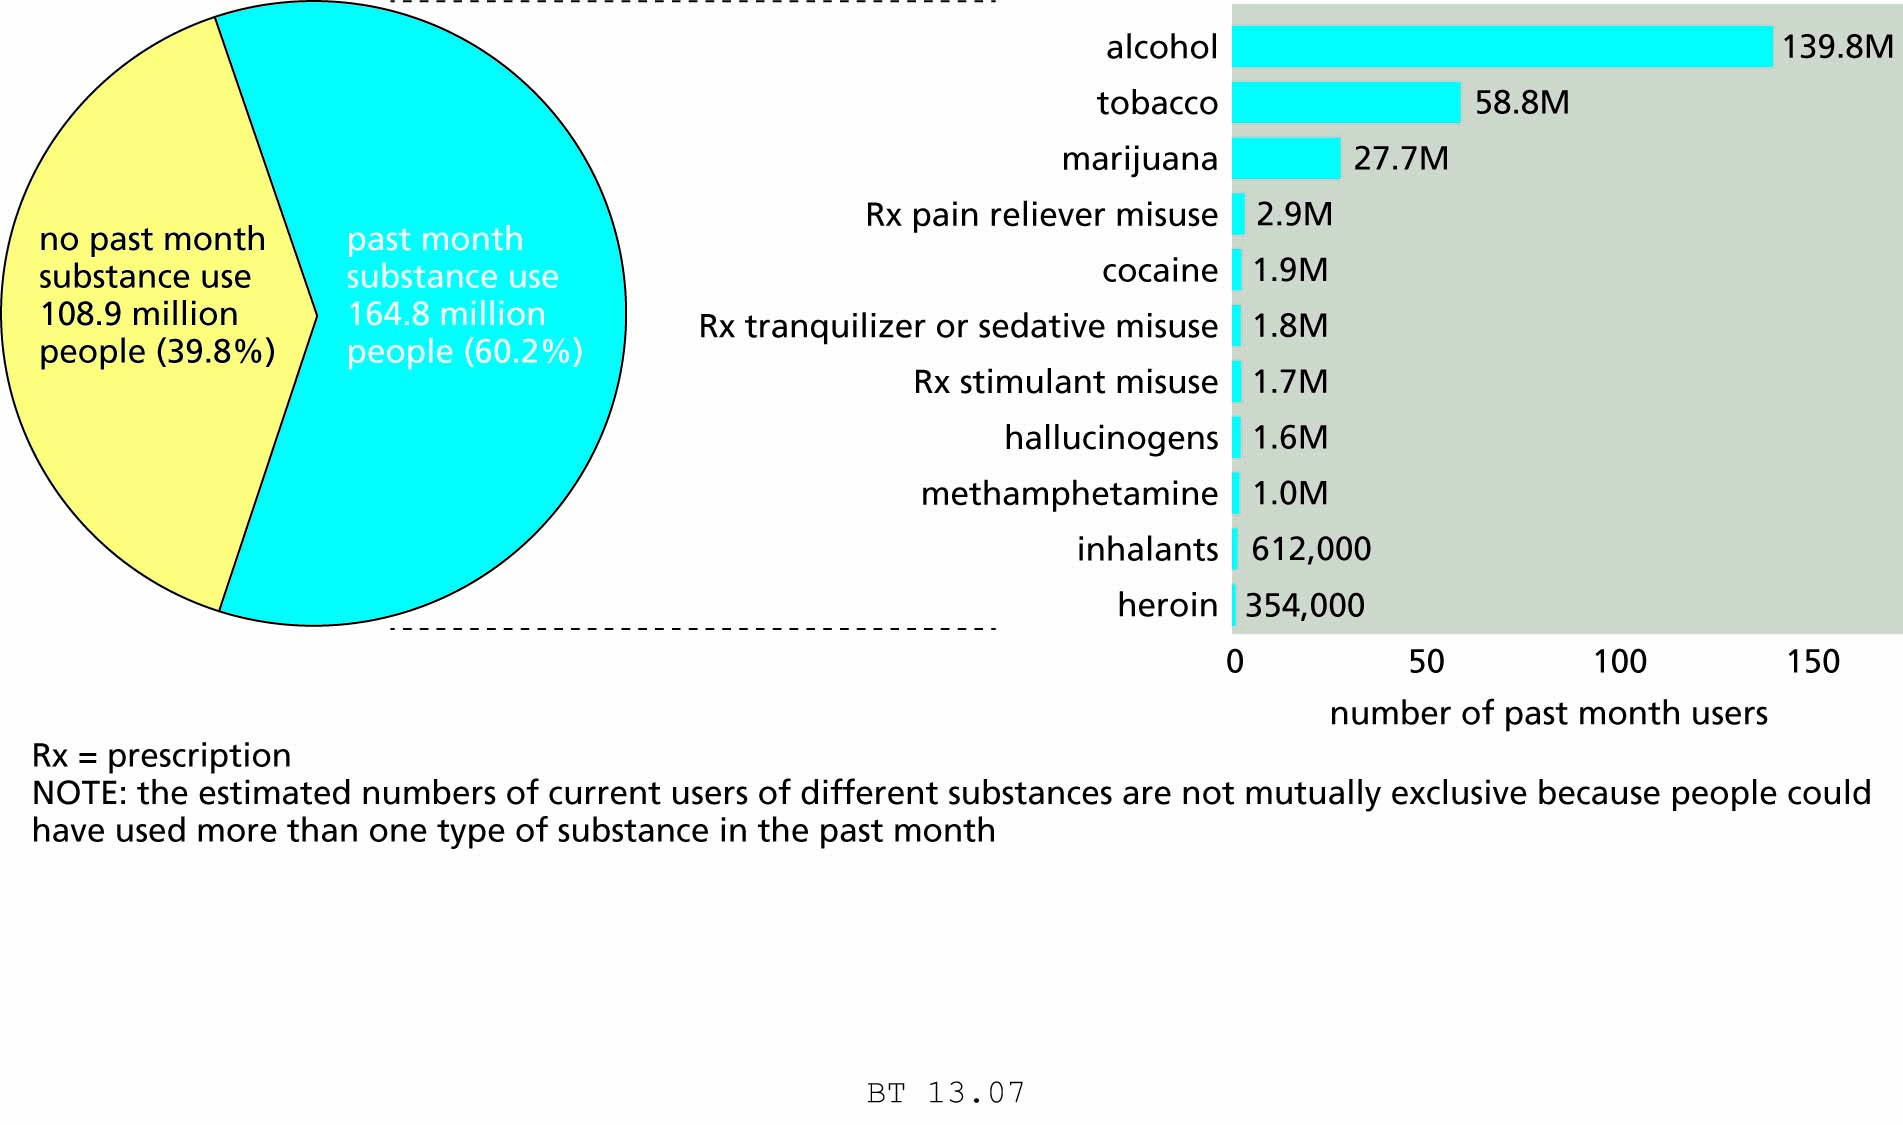 no past month
substance use
108.9 million
people (39.8%)
past month
substance use
164.8 million
people (60.2%)
alcohol 139.8M
tobacco 58.8M
marijuana 27.7M
Rx pain reliever misuse 2.9M
cocaine 1.9M
Rx tranquilizer or sedative misuse 1.8M
Rx stimulant misuse 1.7M
hallucinogens 1.6M
methamphetamine 1.0M
inhalants 612,000
heroin 354,000
0 50 100 150
number of past month users
Rx = prescription
NOTE: the estimated numbers of current users of different substances are not mutually exclusive because people could
have used more than one type of substance in the past month
BT 13.07